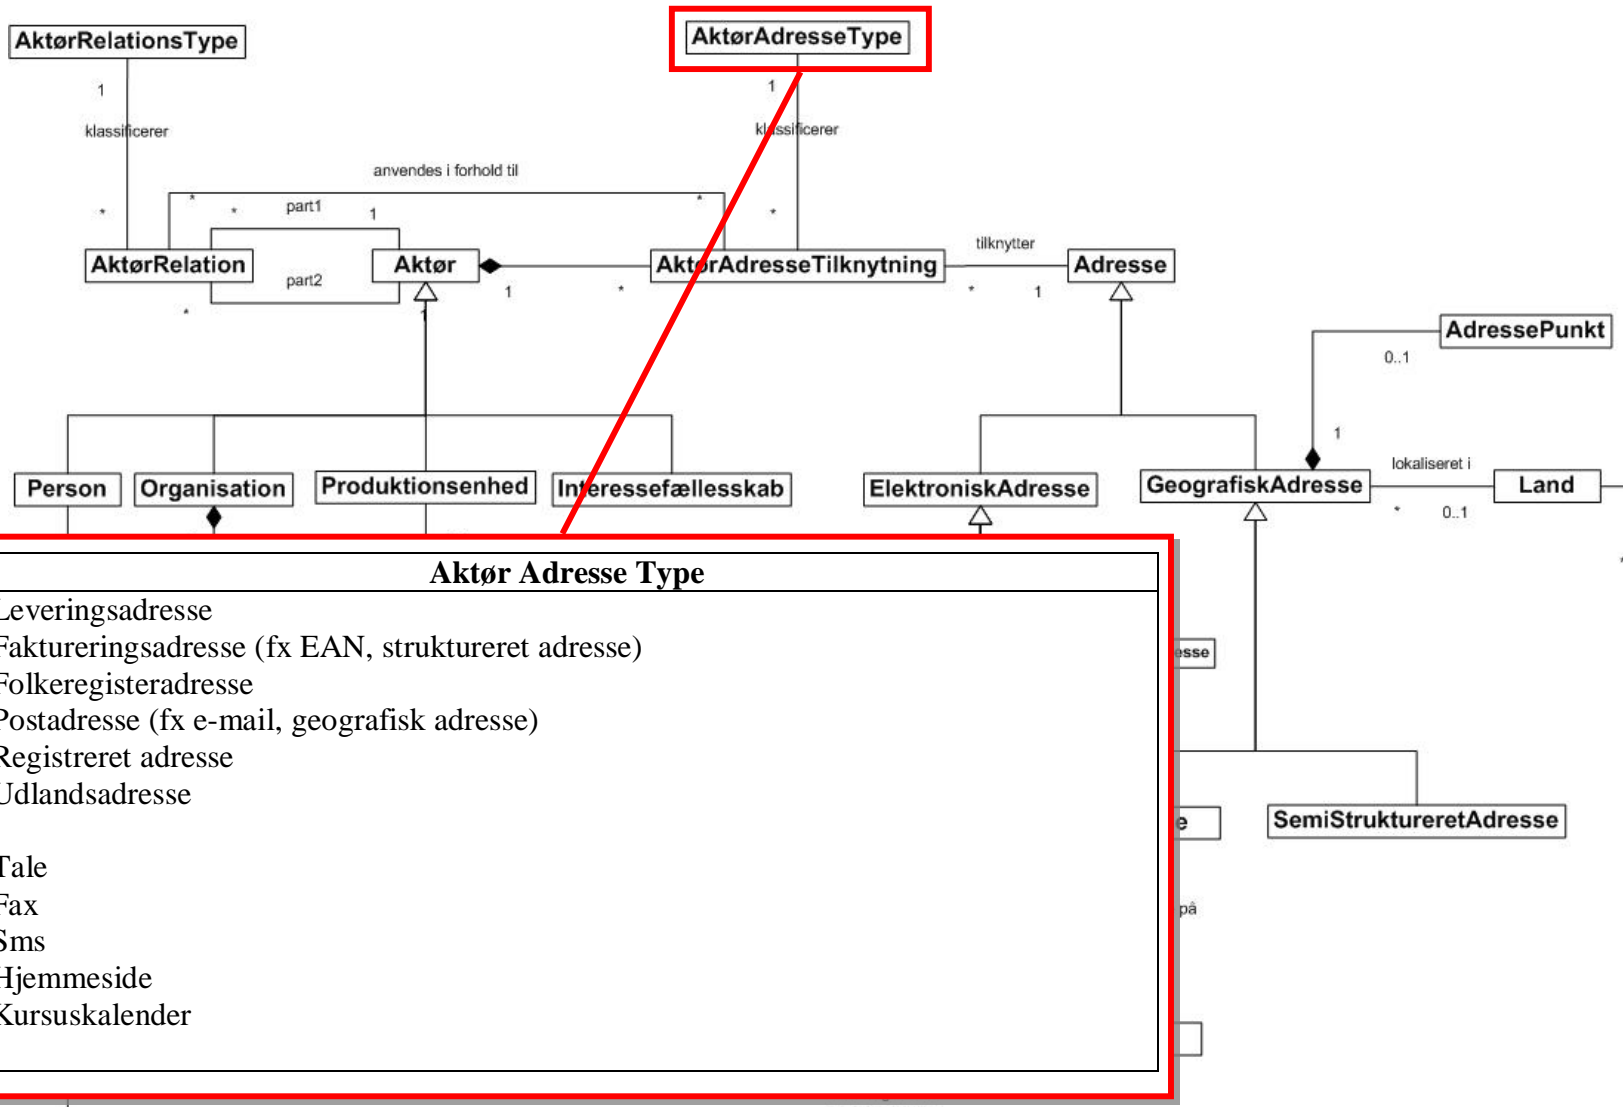 AktørRelationsType
AktørAdresseType
1
1
klassificerer
klassificerer
anvendes i forhold til
*
*
*
*
part1
1
*
*
tilknytter
AktørRelation
Aktør
AktørAdresseTilknytning
Adresse
part2
1
*
*
1
*
1
AdressePunkt
0..1
1
lokaliseret i
Person
Organisation
Produktionsenhed
Interessefællesskab
ElektroniskAdresse
GeografiskAdresse
Land
*
0..1
*
Aktør Adresse Type
Leveringsadresse
Faktureringsadresse (fx EAN, struktureret adresse)
Folkeregisteradresse
esse
Postadresse (fx e-mail, geografisk adresse)
Registreret adresse
Udlandsadresse
e
SemiStruktureretAdresse
Tale
Fax
på
Sms
Hjemmeside
Kursuskalender